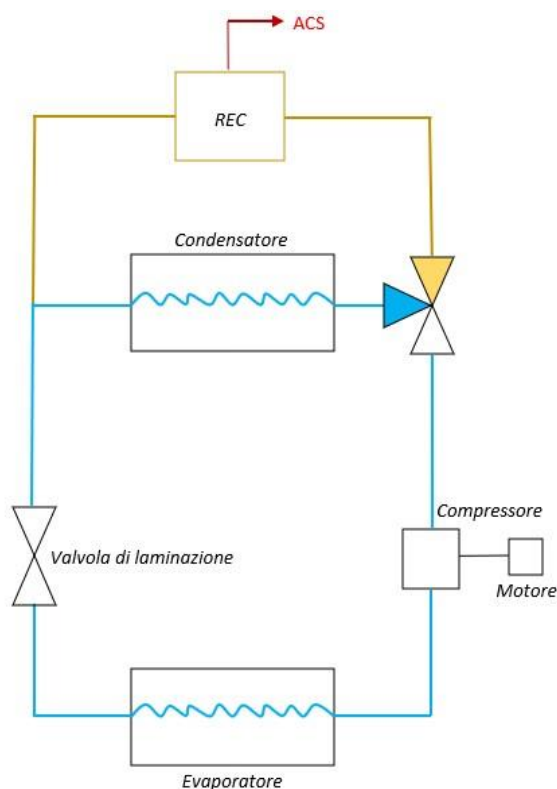 ACS
REC
Condensatore
Compressore
Valvola di laminazione
Motore
Evaporatore